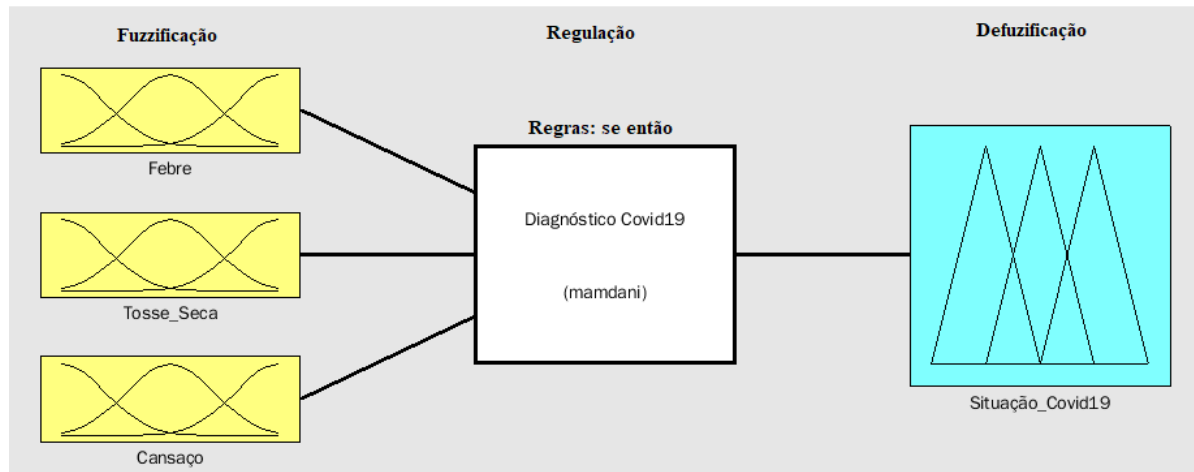 Fuzzificação
Regulação
Defuzificação
Febre
Regras: se então
Diagnóstico Covid19
(mamdani)
Tosse_Seca
Cansaço
Situação_Covid19